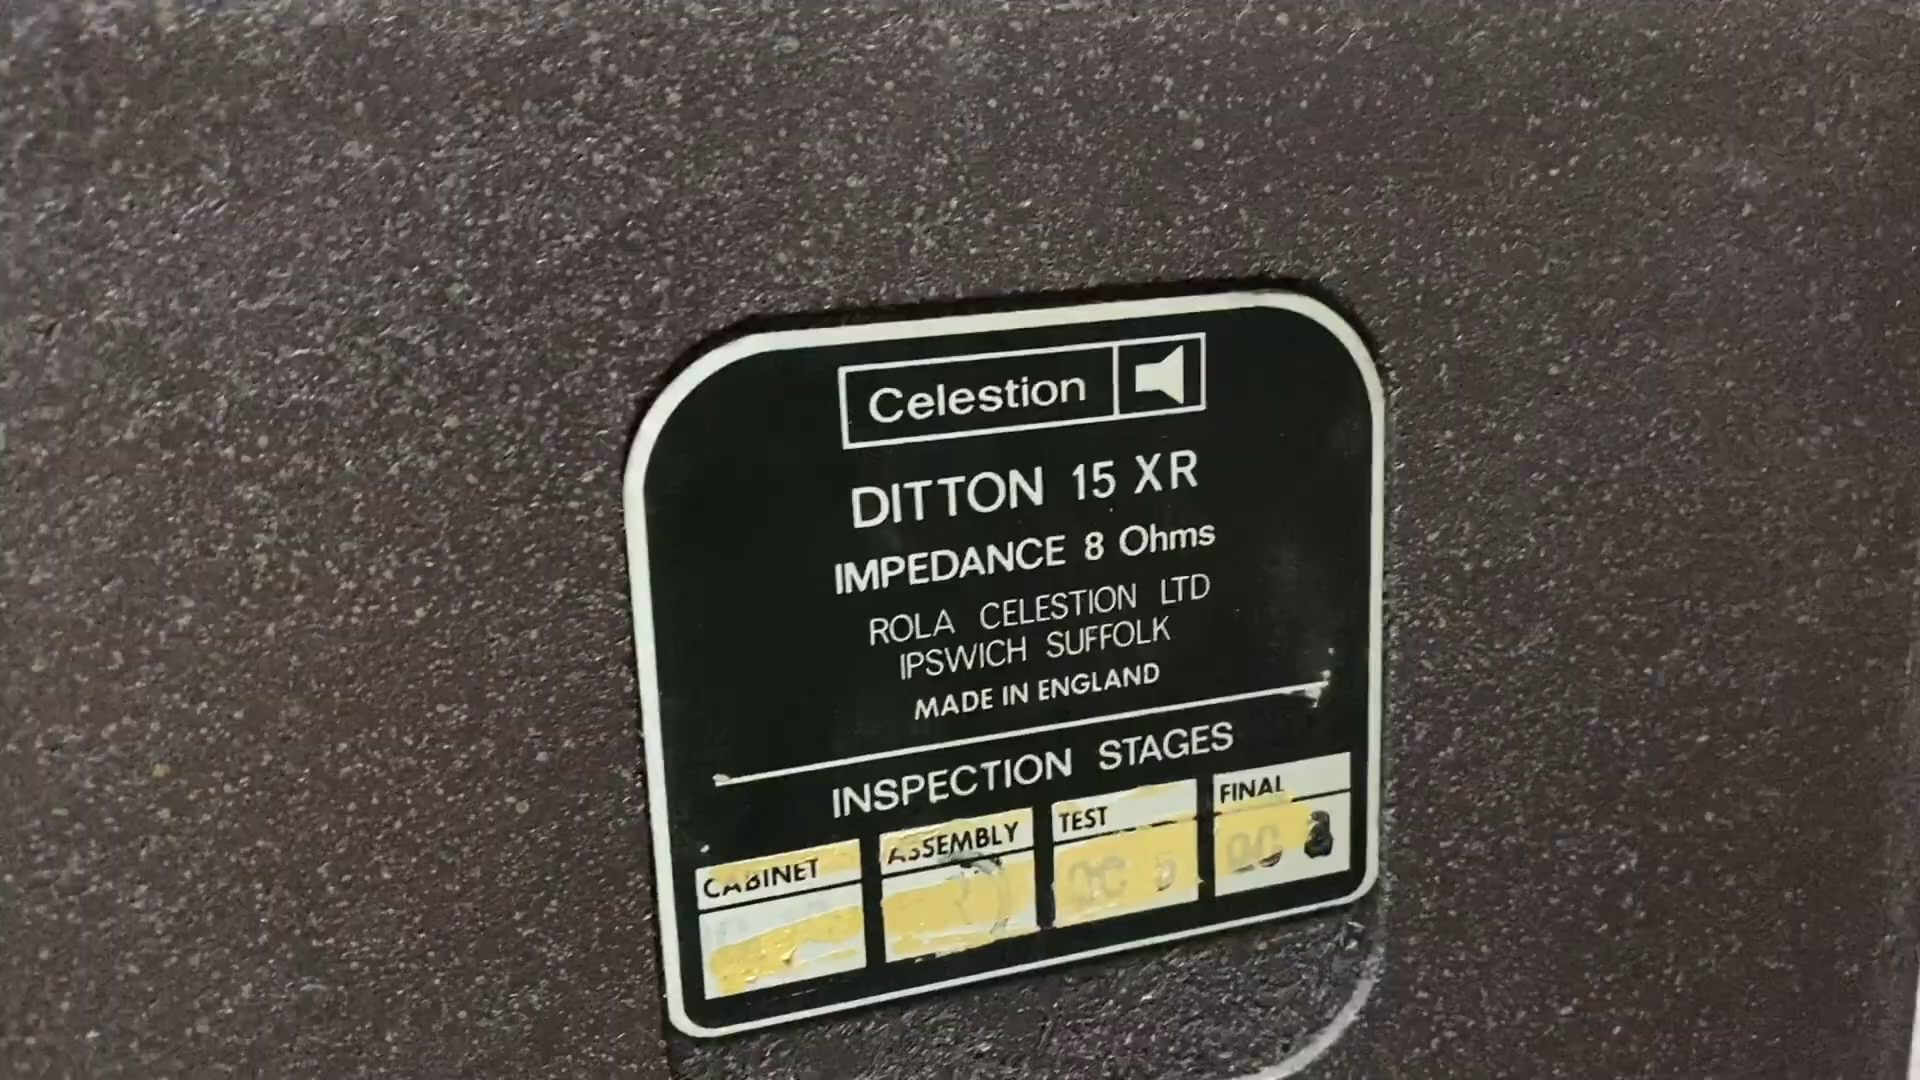 Celestion
DITTON 15 XR
IMPEDANCE 8 Ohms
ROLA CELESTION LTD
IPSWICH SUFFOLK
MADE IN ENGLAND
INSPECTION STAGES
CABINET ASSEMBLY TEST FINAL
QC